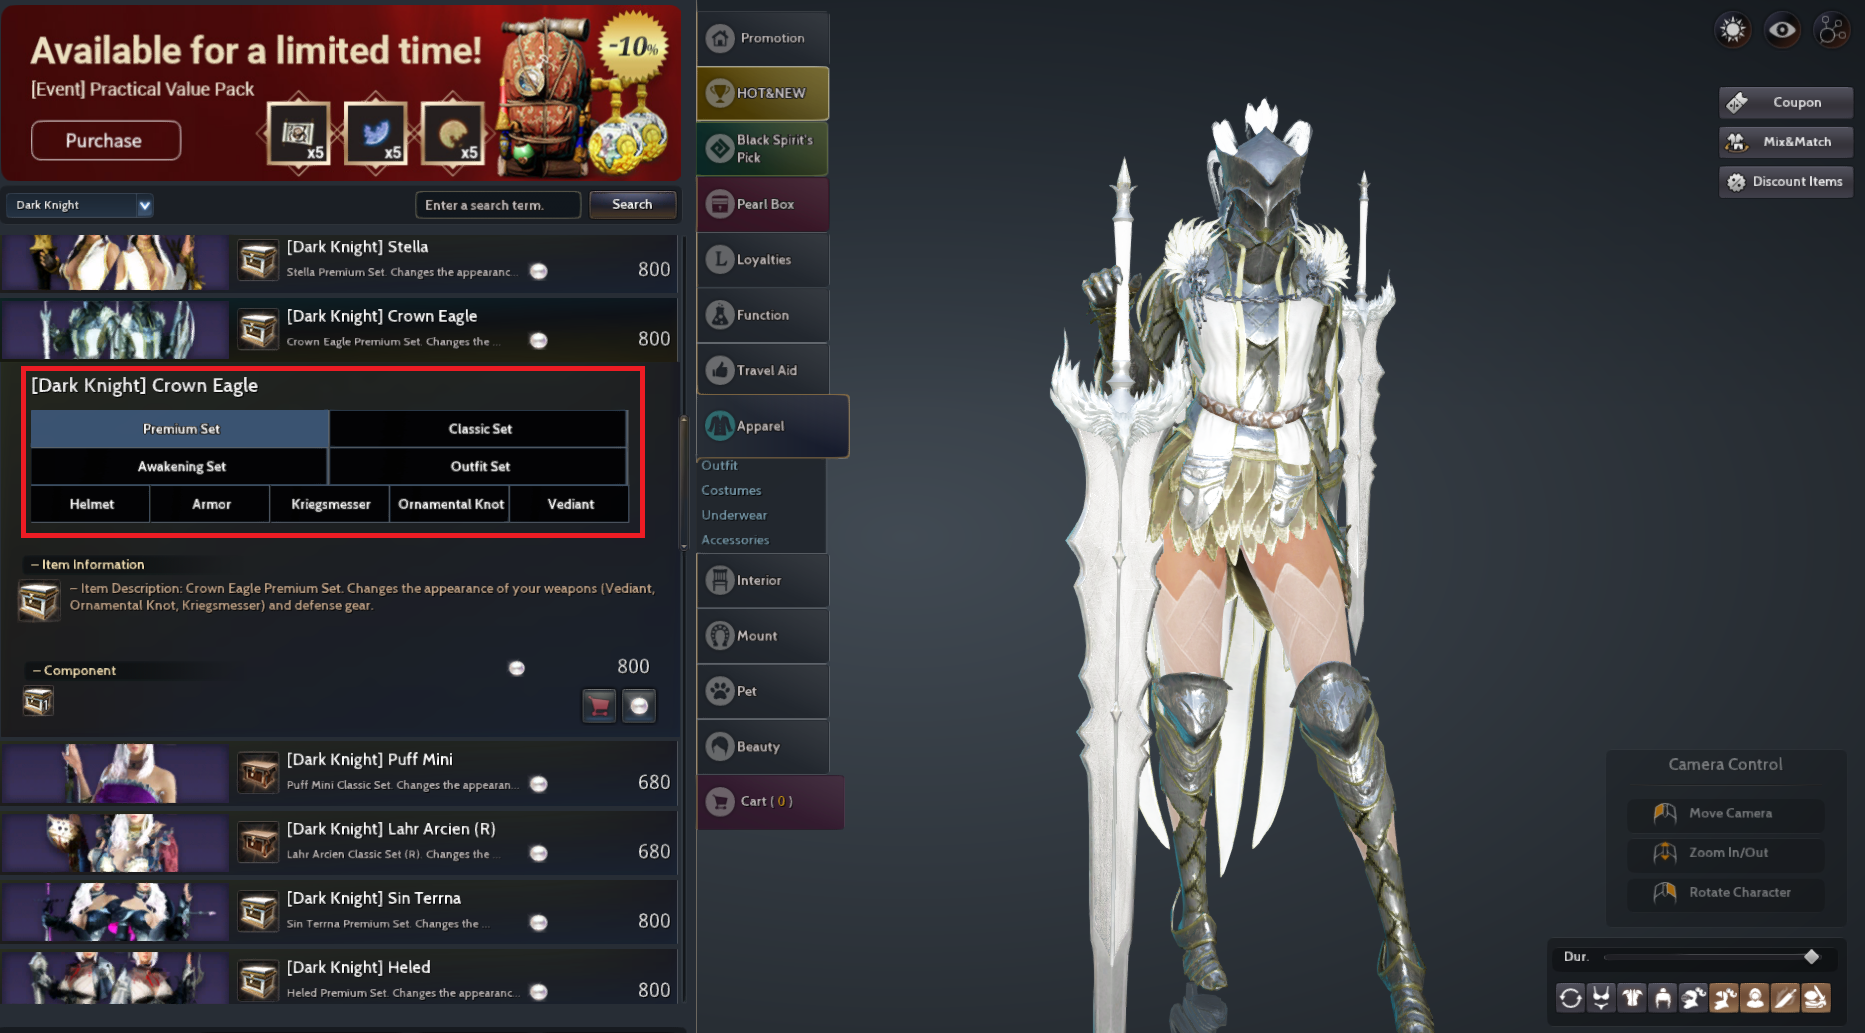 Available for a limited time!
-10%
[Event] Practical Value Pack
Purchase
x5
x5
x5
Dark Knight
Enter a search term.
Search
[Dark Knight] Stella
Stella Premium Set. Changes the appearanc...
800
[Dark Knight] Crown Eagle
Crown Eagle Premium Set. Changes the ...
800
[Dark Knight] Crown Eagle
Premium Set
Classic Set
Awakening Set
Outfit Set
Helmet
Armor
Kriegsmesser
Ornamental Knot
Vediant
– Item Information
– Item Description: Crown Eagle Premium Set. Changes the appearance of your weapons (Vediant,
Ornamental Knot, Kriegsmesser) and defense gear.
– Component
800
1
[Dark Knight] Puff Mini
Puff Mini Classic Set. Changes the appearan...
680
[Dark Knight] Lahr Arcien (R)
Lahr Arcien Classic Set (R). Changes the ...
680
[Dark Knight] Sin Terrna
Sin Terrna Premium Set. Changes the ...
800
[Dark Knight] Heled
Heled Premium Set. Changes the appearanc...
800
Promotion
HOT&NEW
Black Spirit's
Pick
Pearl Box
L
Loyalties
Function
Travel Aid
Apparel
Outfit
Costumes
Underwear
Accessories
Interior
Mount
Pet
Beauty
Cart ( 0 )
Coupon
Mix&Match
Discount Items
Camera Control
Move Camera
Zoom In/Out
Rotate Character
Dur.